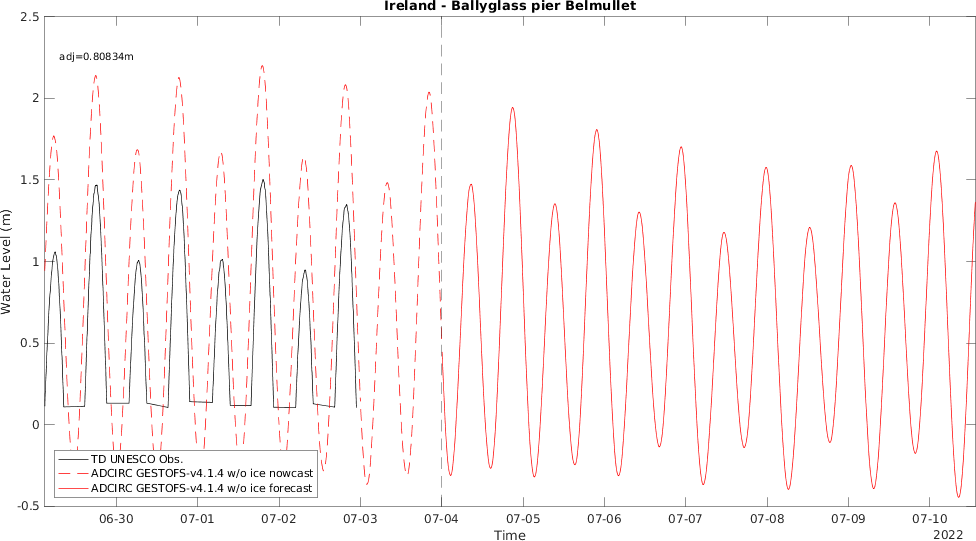 Ireland - Ballyglass pier Belmullet
adj=0.80834m
Water Level (m)
2.5
2
1.5
1
0.5
0
-0.5
TD UNESCO Obs.
ADCIRC GESTOFS-v4.1.4 w/o ice nowcast
ADCIRC GESTOFS-v4.1.4 w/o ice forecast
06-30 07-01 07-02 07-03 07-04 07-05 07-06 07-07 07-08 07-09 07-10
Time
2022